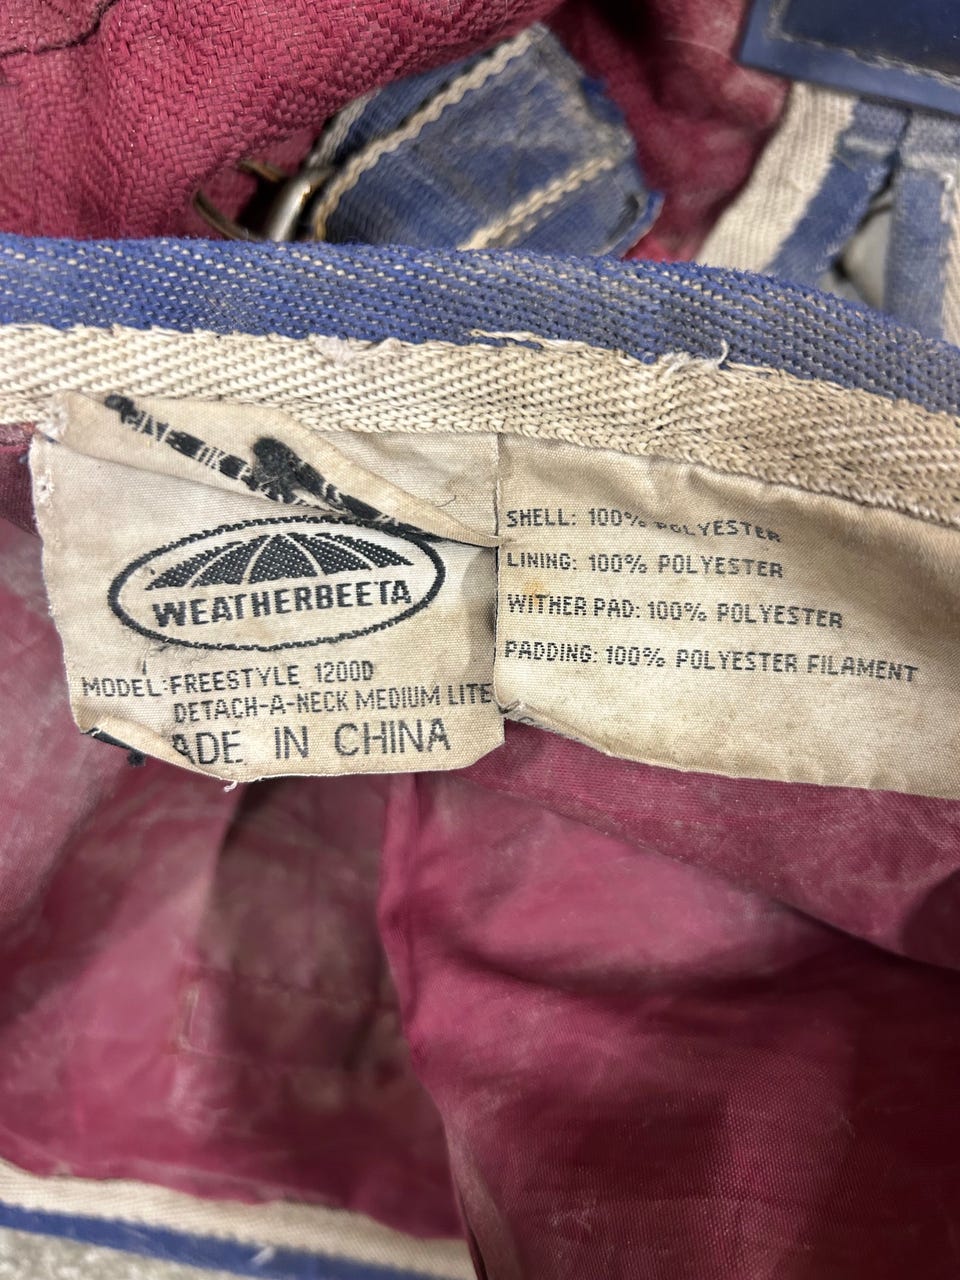 WEATHERBEETA
MODEL: FREESTYLE 1200D
DETACH-A-NECK MEDIUM LITE
ADE IN CHINA
SHELL: 100% POLYESTER
LINING: 100% POLYESTER
WITHER PAD: 100% POLYESTER
PADDING: 100% POLYESTER FILAMENT